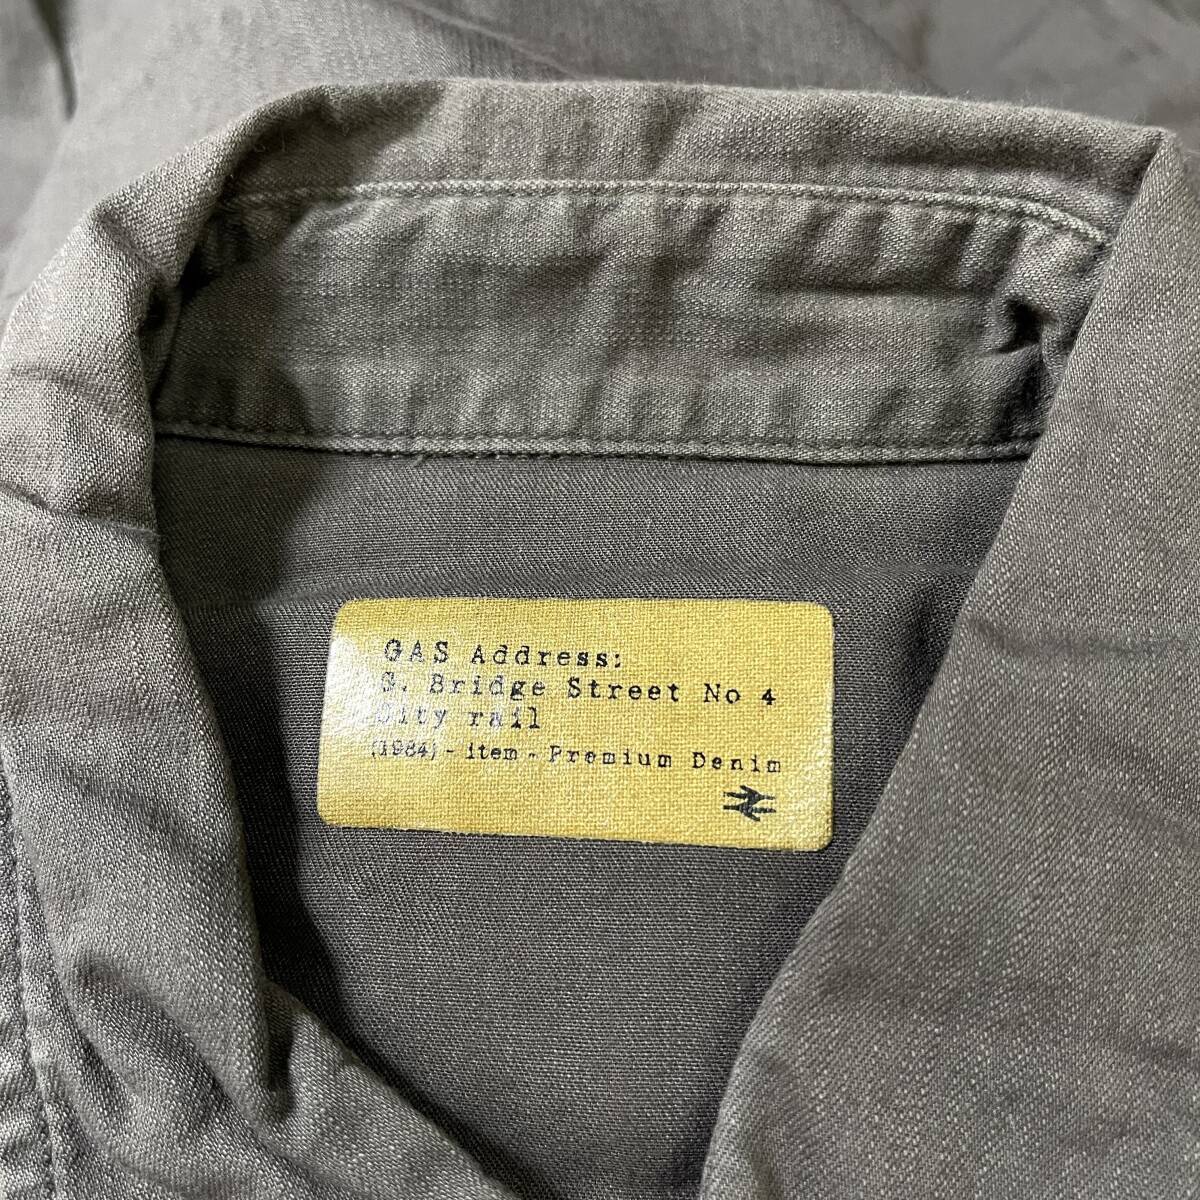 GAS Address:
S. Bridge Street No 4
City rail
(1984) - item - Premium Denim